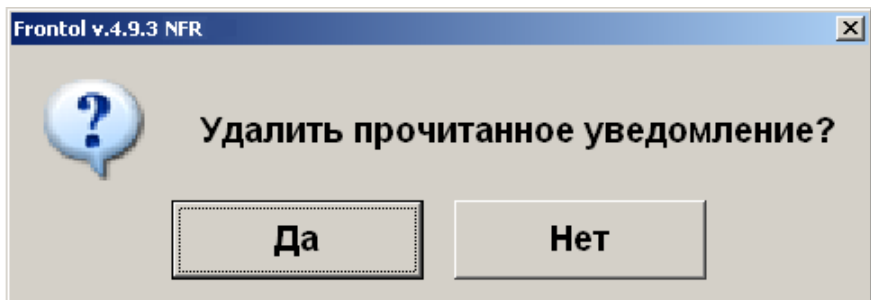 Frontol v.4.9.3 NFR
Удалить прочитанное уведомление?
Да
Нет